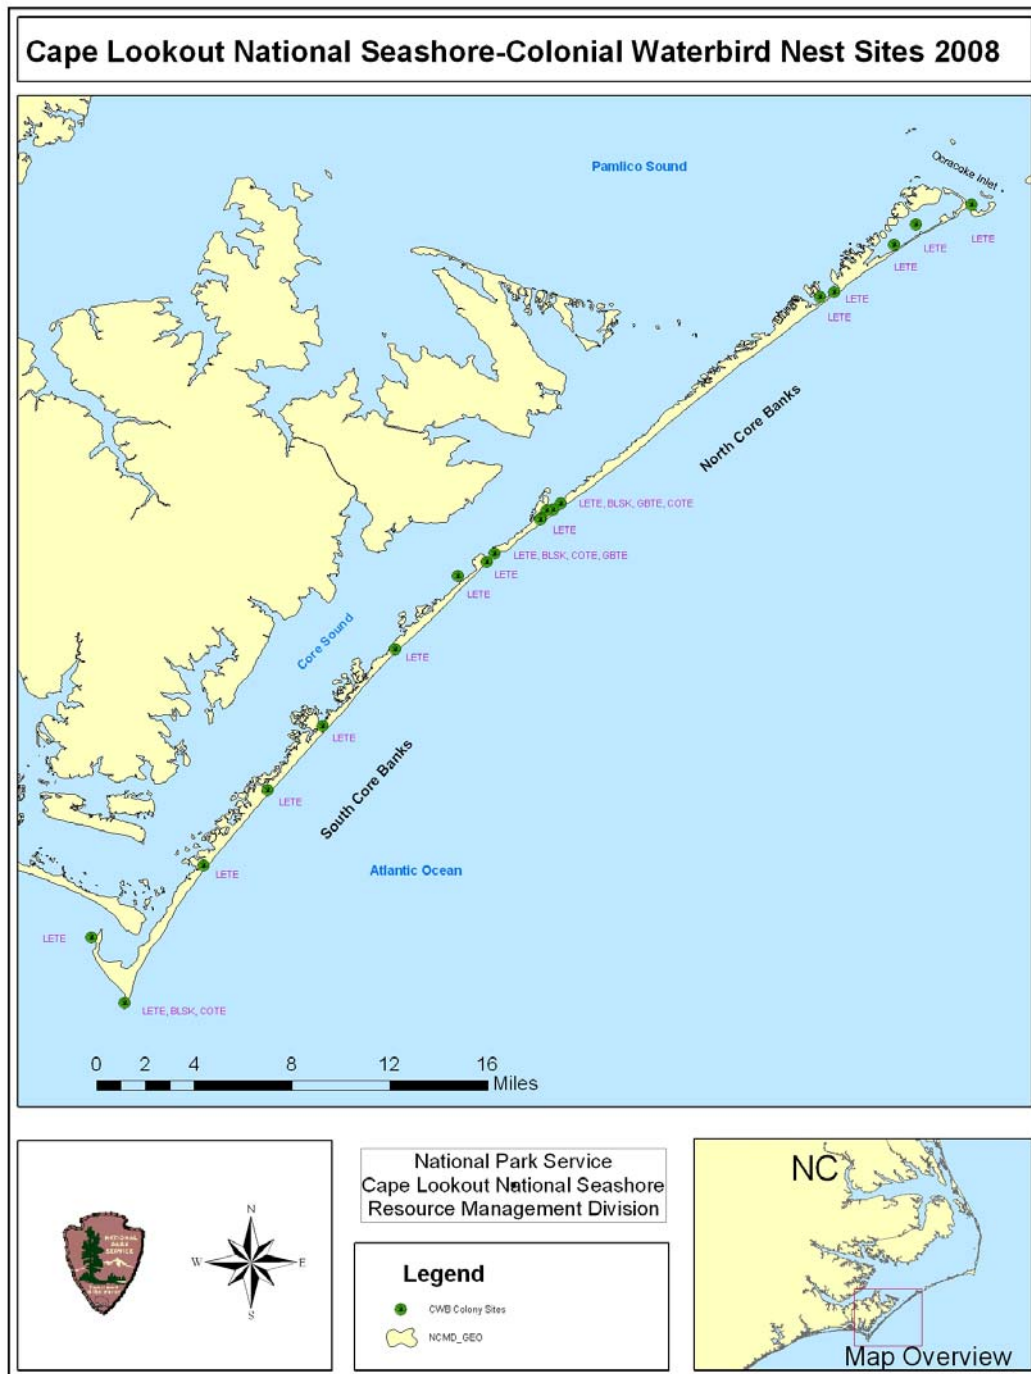 Cape Lookout National Seashore-Colonial Waterbird Nest Sites 2008
Pamlico Sound
Ocracoke Inlet
LETE
LETE
LETE
LETE
LETE
North Core Banks
LETE, BLSK, GBTE, COTE
LETE
LETE, BLSK, COTE, GBTE
LETE
LETE
Core Sound
LETE
LETE
South Core Banks
LETE
Atlantic Ocean
LETE
LETE
LETE, BLSK, COTE
0 2 4 8 12 16
Miles
NATIONAL
PARK
SERVICE
N
W E
S
National Park Service
Cape Lookout National Seashore
Resource Management Division
Legend
CWB Colony Sites
NCMD_GEO
NC
Map Overview